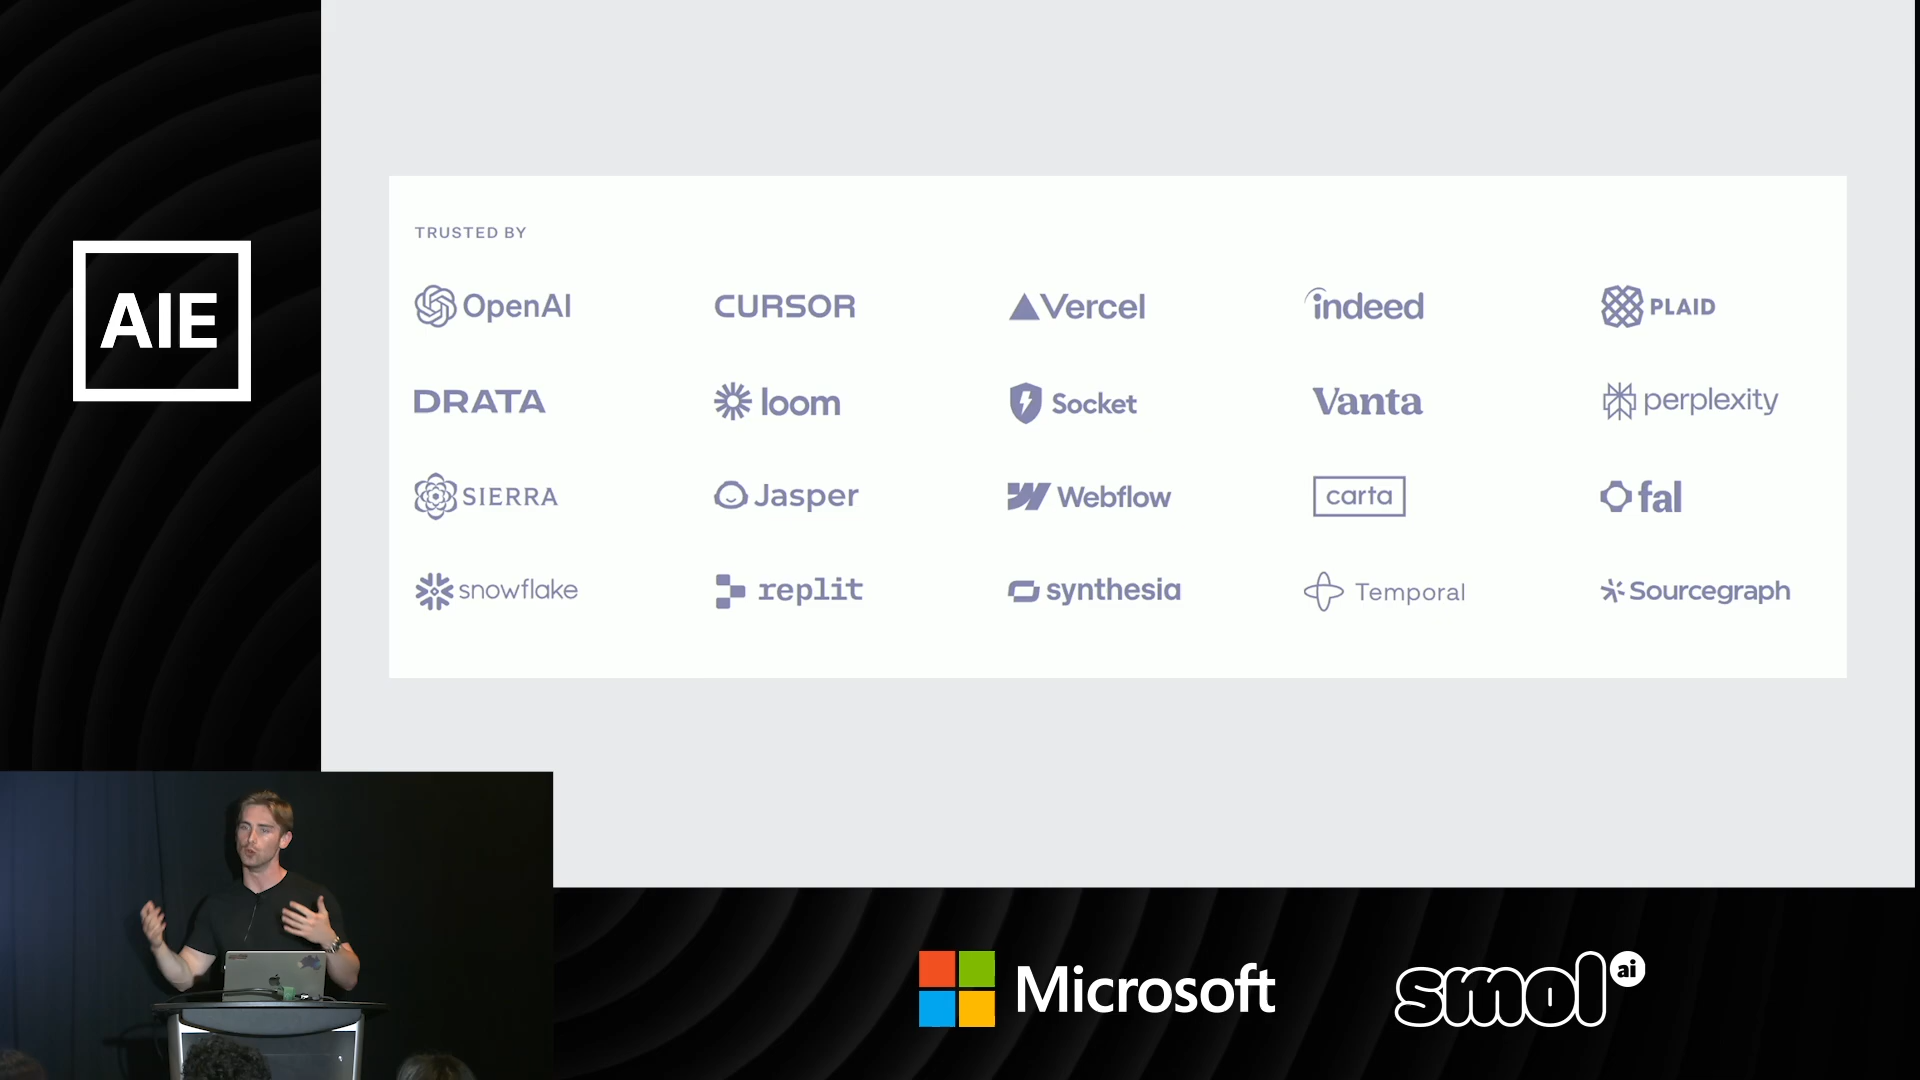 AIE
TRUSTED BY
OpenAI CURSOR Vercel indeed PLAID
DRATA loom Socket Vanta perplexity
SIERRA Jasper Webflow carta fal
snowflake replit synthesia Temporal Sourcegraph
Microsoft smol ai